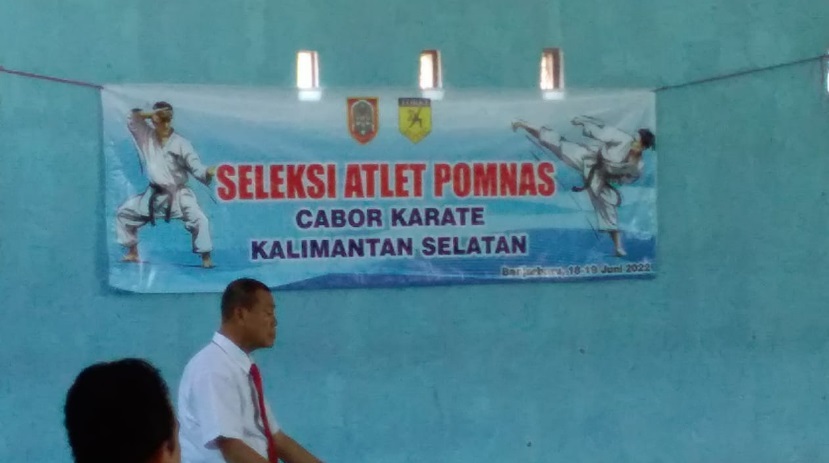 SELEKSI ATLET POMNAS
CABOR KARATE
KALIMANTAN SELATAN
Banjarbaru, 18-19 Juni 2022